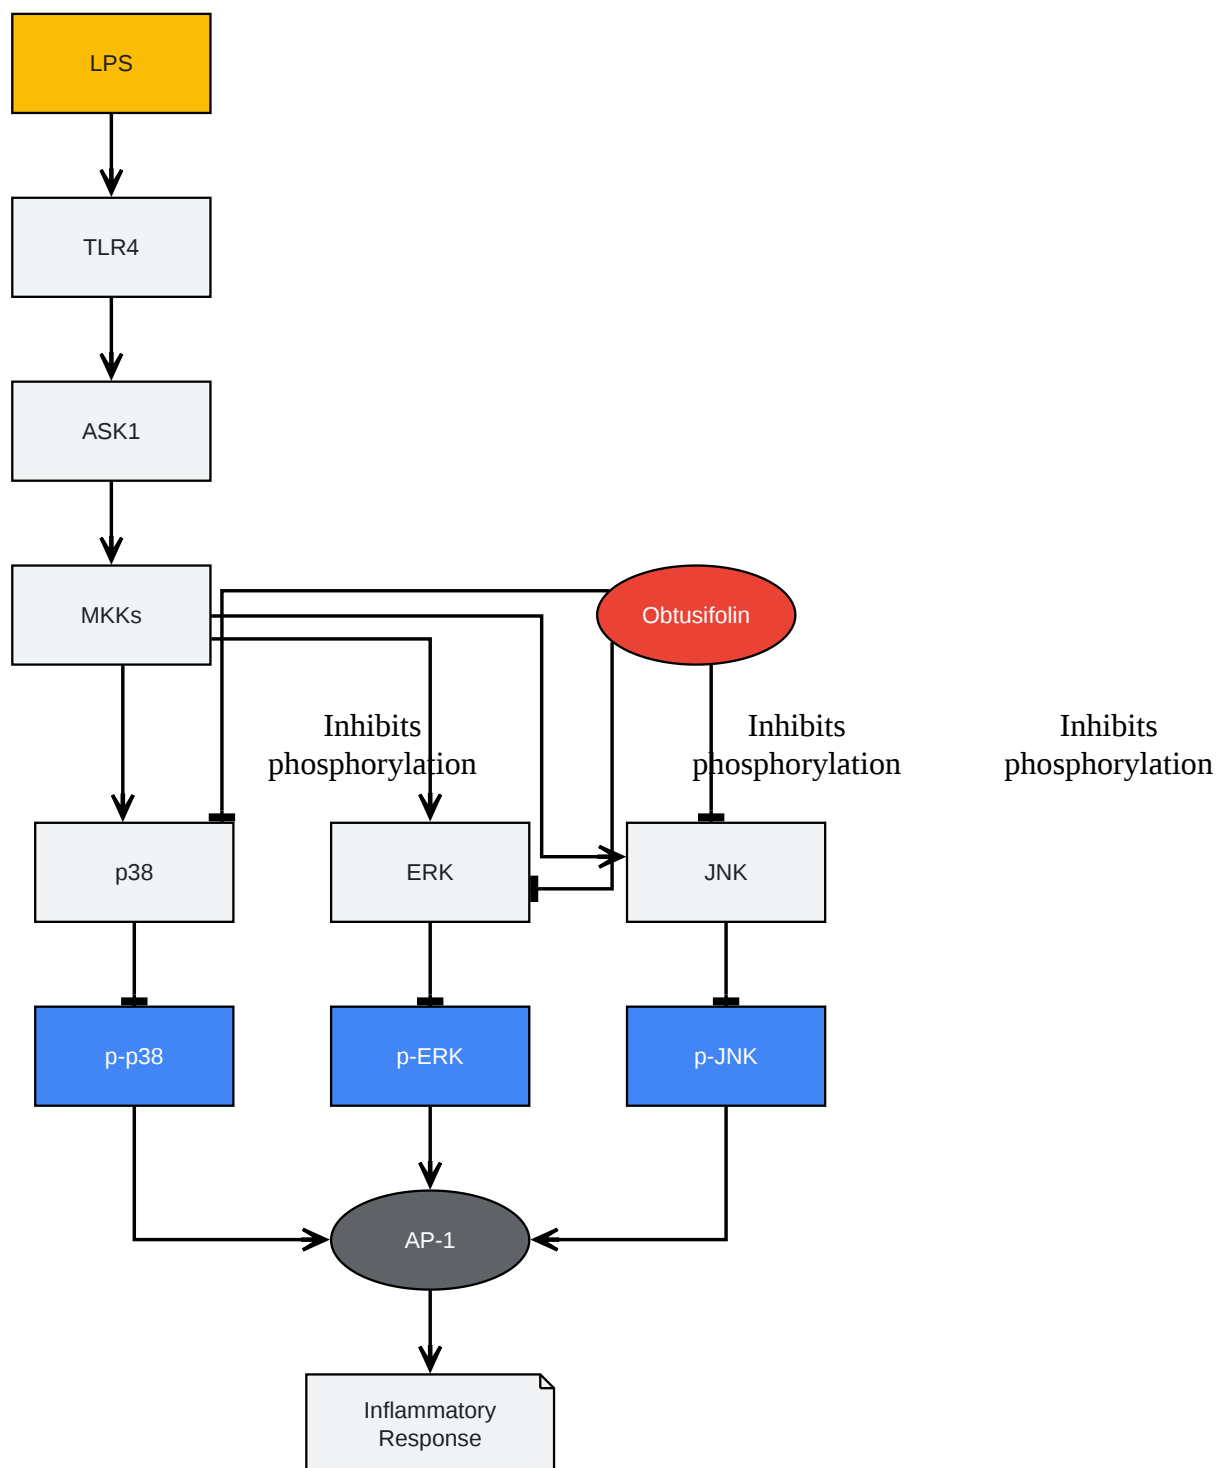 LPS
TLR4
ASK1
MKKs
Obtusifolin
Inhibits
phosphorylation
Inhibits
phosphorylation
Inhibits
phosphorylation
p38
ERK
JNK
p-p38
p-ERK
p-JNK
AP-1
Inflammatory
Response